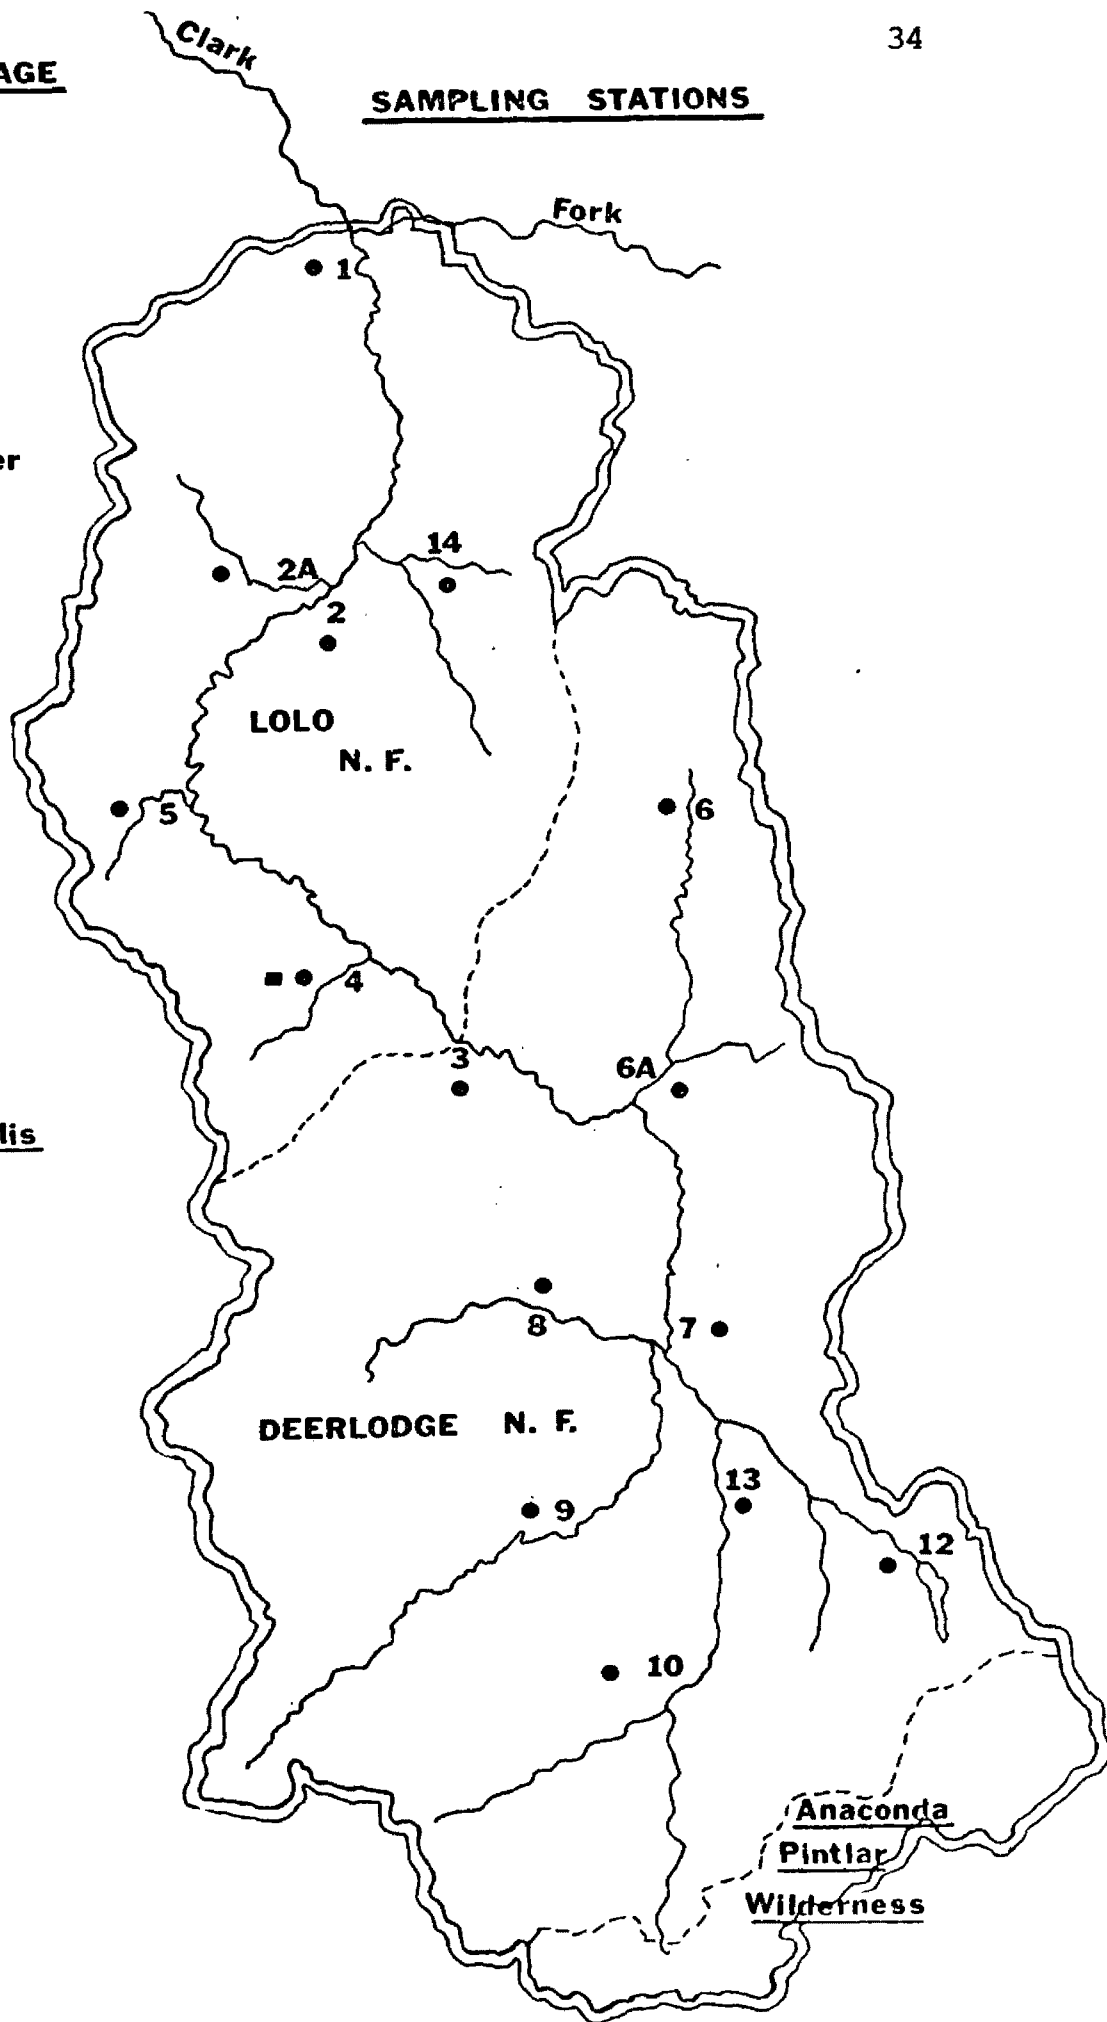 34
AGE
SAMPLING STATIONS
Clark
Fork
1
er
14
2A
2
LOLO
N. F.
5
6
4
3
6A
lis
8
7
DEERLODGE N. F.
13
9
12
10
Anaconda
Pintlar
Wilderness